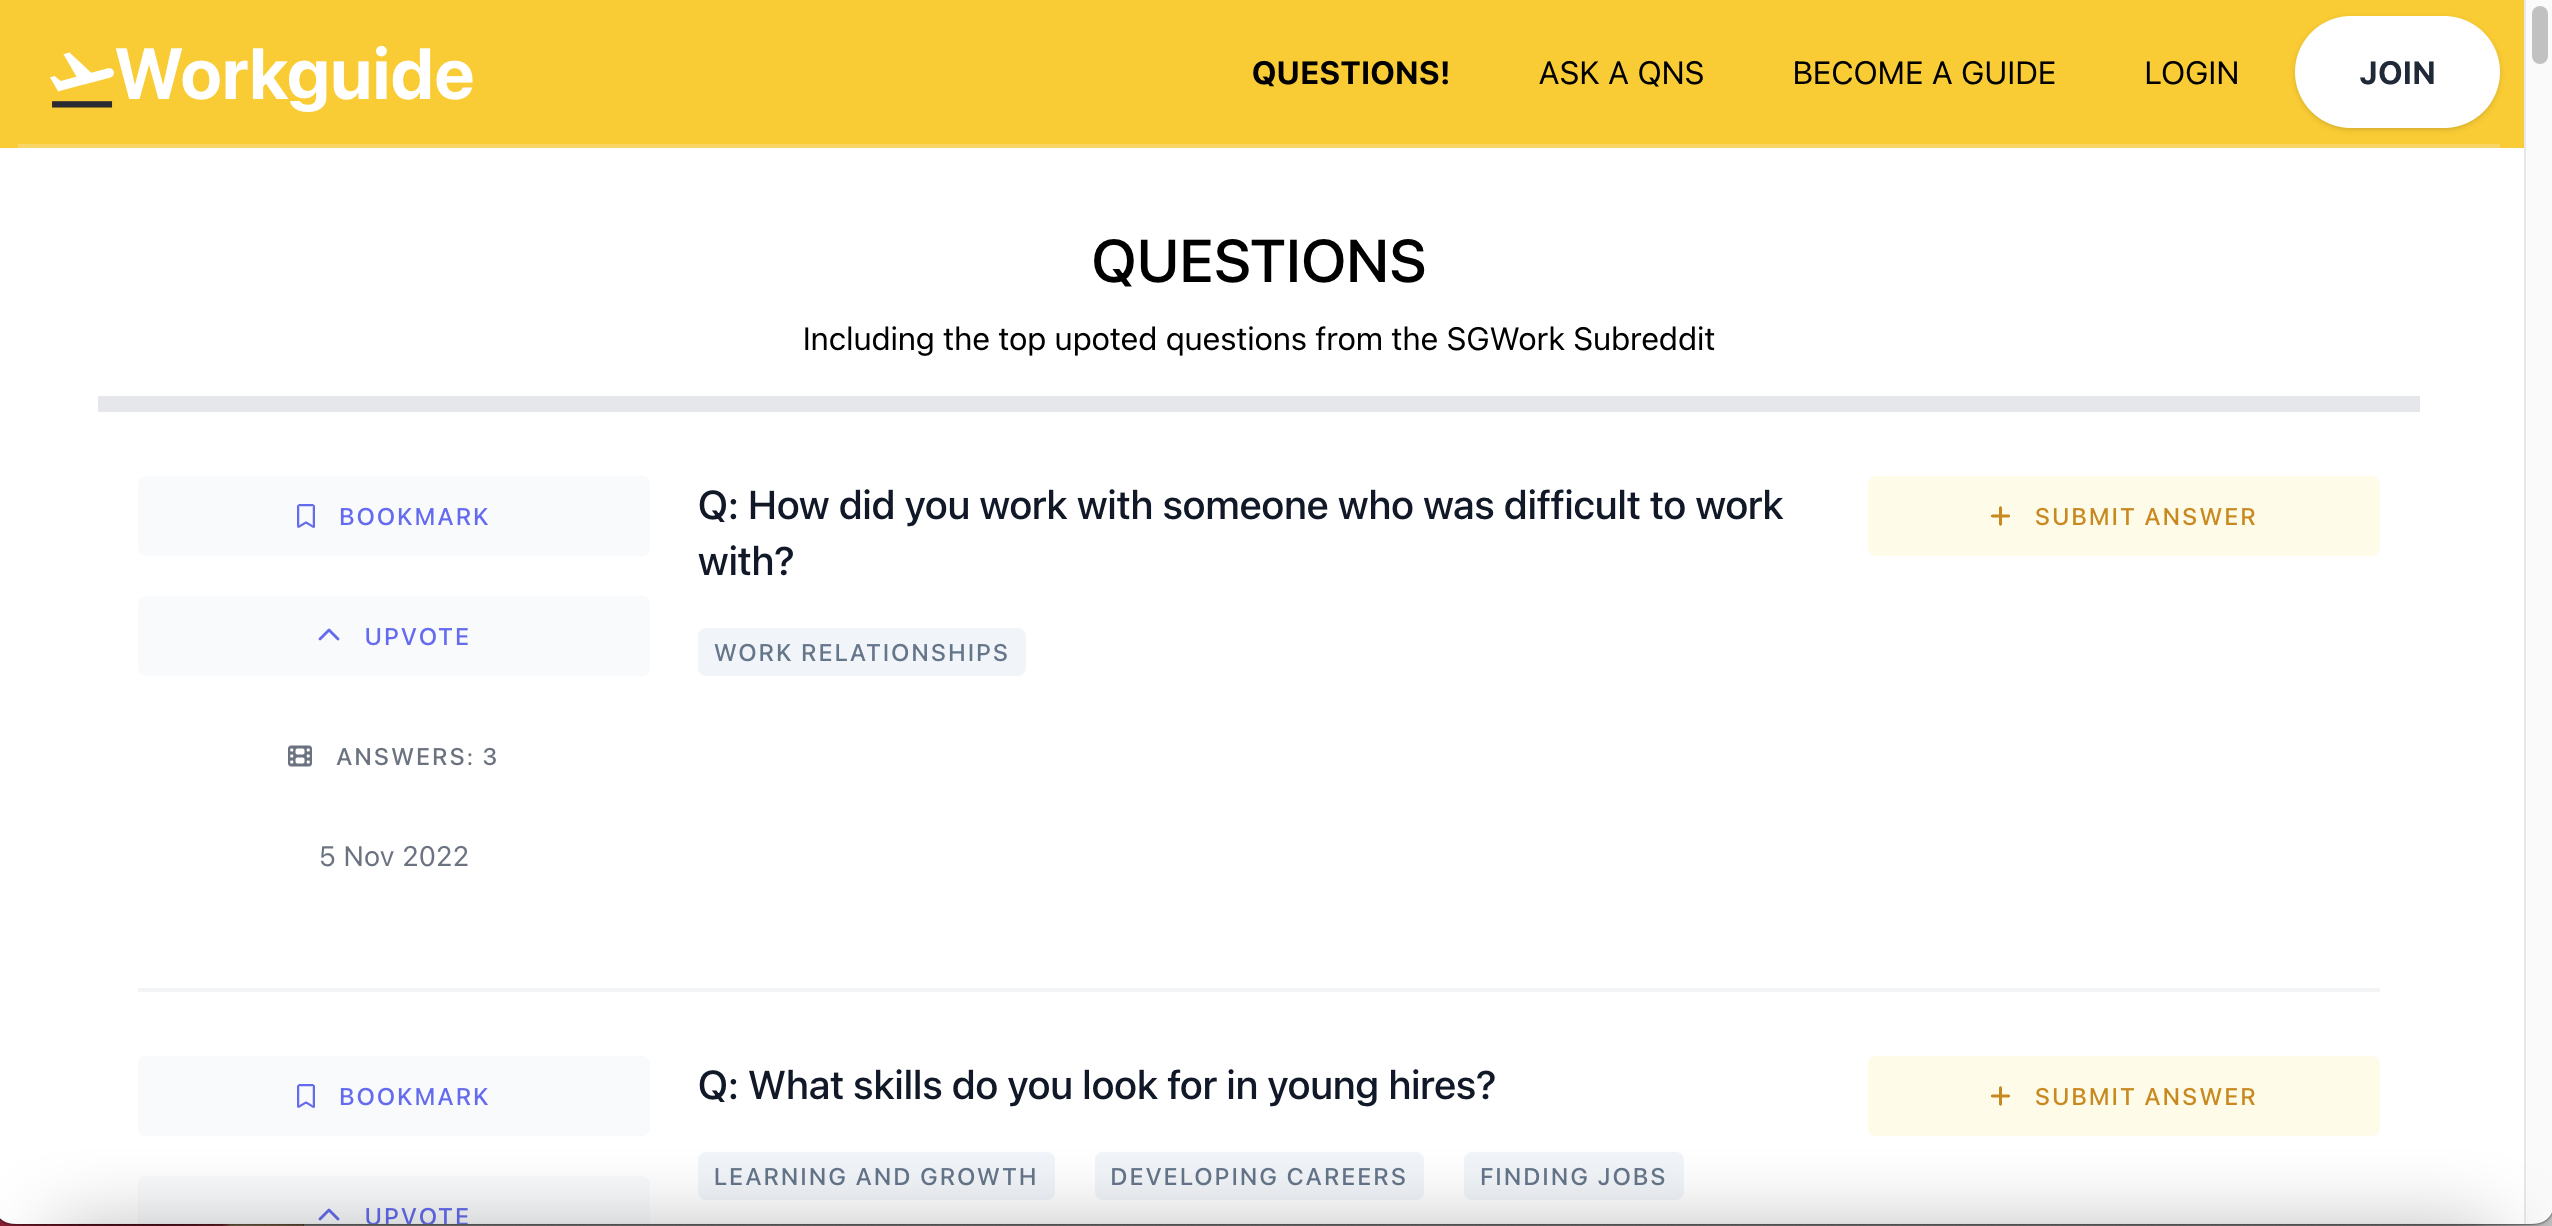 Workguide
QUESTIONS!
ASK A QNS
BECOME A GUIDE
LOGIN
JOIN
QUESTIONS
Including the top upoted questions from the SGWork Subreddit
BOOKMARK
UPVOTE
ANSWERS: 3
5 Nov 2022
Q: How did you work with someone who was difficult to work
with?
WORK RELATIONSHIPS
+ SUBMIT ANSWER
BOOKMARK
UPVOTE
Q: What skills do you look for in young hires?
LEARNING AND GROWTH
DEVELOPING CAREERS
FINDING JOBS
+ SUBMIT ANSWER